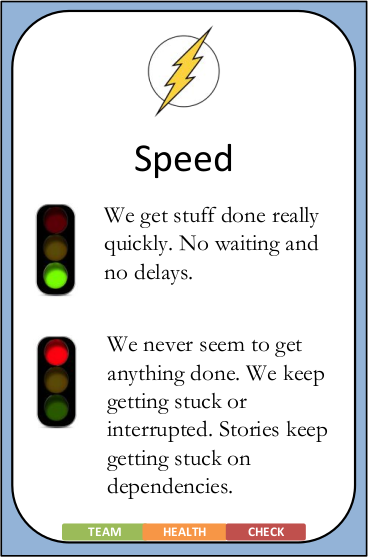 Speed
We get stuff done really
quickly. No waiting and
no delays.
We never seem to get
anything done. We keep
getting stuck or
interrupted. Stories keep
getting stuck on
dependencies.
TEAM HEALTH CHECK